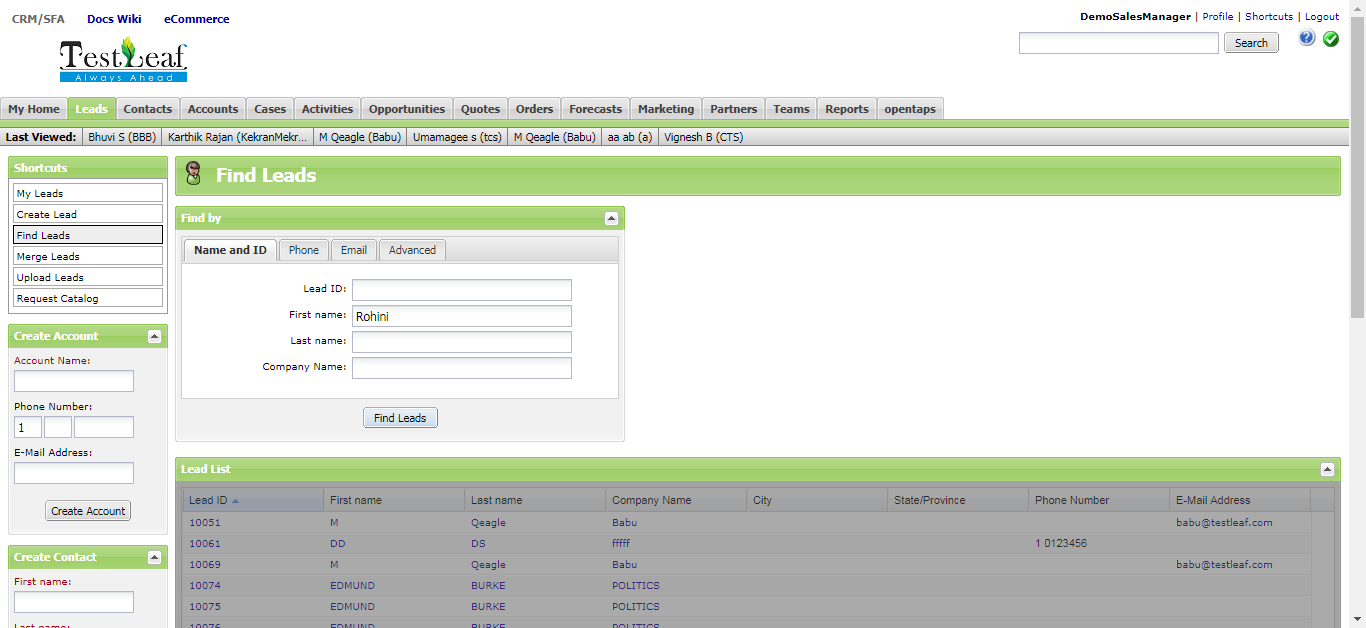 CRM/SFA Docs Wiki eCommerce
DemoSalesManager | Profile | Shortcuts | Logout
Search
TestLeaf
Always Ahead
My Home Leads Contacts Accounts Cases Activities Opportunities Quotes Orders Forecasts Marketing Partners Teams Reports opentaps
Last Viewed: Bhuvi S (BBB) Karthik Rajan (KekranMekr... M Qeagle (Babu) Umamagee s (tcs) M Qeagle (Babu) aa ab (a) Vignesh B (CTS)
Shortcuts
My Leads
Create Lead
Find Leads
Merge Leads
Upload Leads
Request Catalog
Create Account
Account Name:
Phone Number:
1
E-Mail Address:
Create Account
Create Contact
First name:
Last name:
Find Leads
Find by
Name and ID Phone Email Advanced
Lead ID:
First name: Rohini
Last name:
Company Name:
Find Leads
Lead List
Lead ID First name Last name Company Name City State/Province Phone Number E-Mail Address
10051 M Qeagle Babu babu@testleaf.com
10061 DD DS fffff 1 0123456
10069 M Qeagle Babu babu@testleaf.com
10074 EDMUND BURKE POLITICS
10075 EDMUND BURKE POLITICS
10076 EDMUND BURKE POLITICS